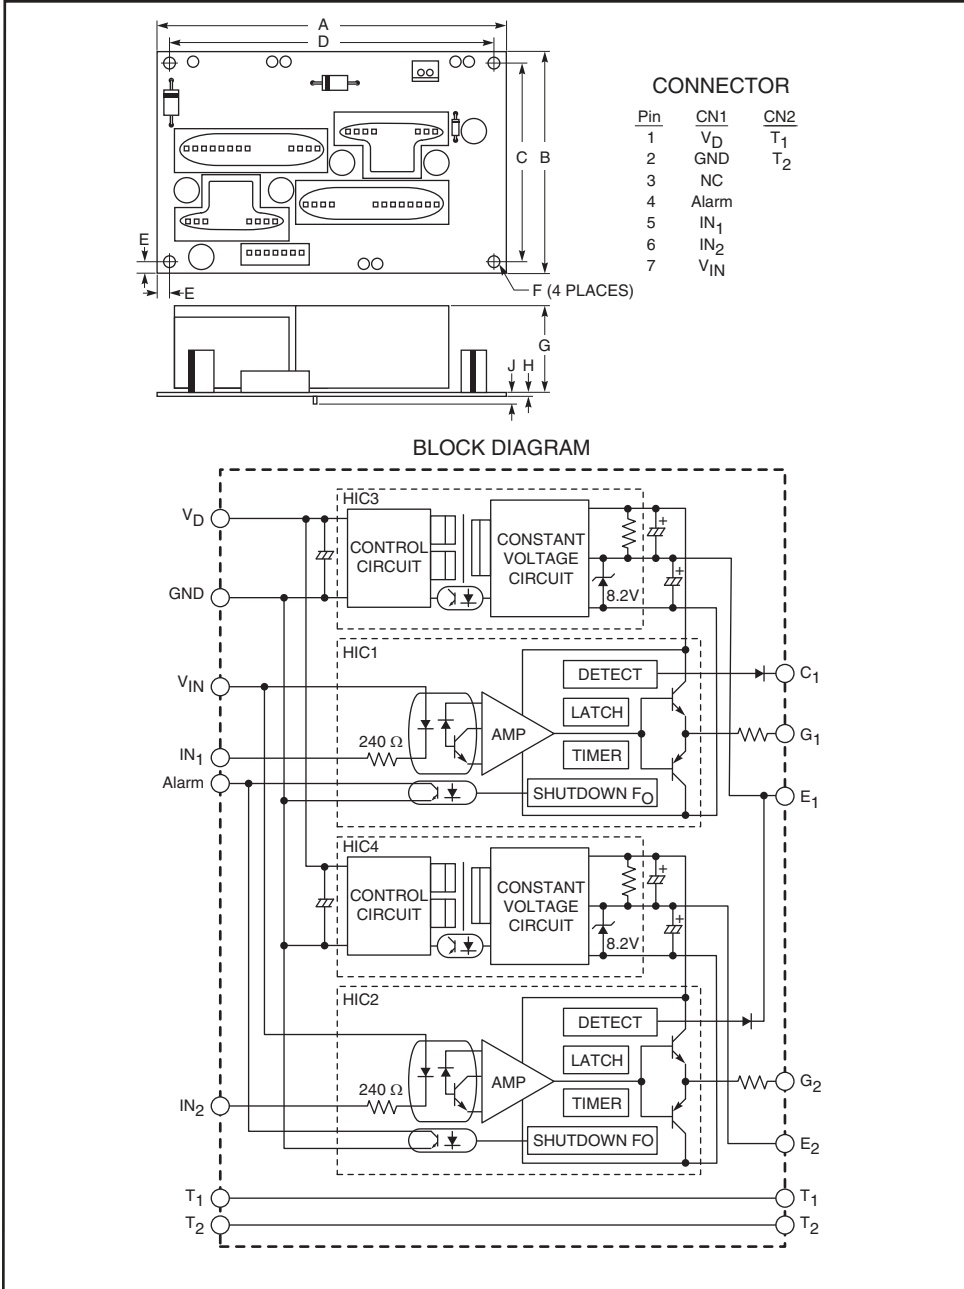 A
D
C
B
E
E
F (4 PLACES)
G
J
H
CONNECTOR
Pin CN1 CN2
1 VD T1
2 GND T2
3 NC
4 Alarm
5 IN1
6 IN2
7 VIN
BLOCK DIAGRAM
VD
GND
VIN
IN1
Alarm
IN2
T1
T2
HIC3
CONTROL
CIRCUIT
CONSTANT
VOLTAGE
CIRCUIT
+
+
8.2V
HIC1
DETECT
LATCH
TIMER
AMP
240 Ω
SHUTDOWN FO
C1
G1
E1
HIC4
CONTROL
CIRCUIT
CONSTANT
VOLTAGE
CIRCUIT
+
+
8.2V
HIC2
DETECT
LATCH
TIMER
AMP
240 Ω
SHUTDOWN FO
G2
E2
T1
T2